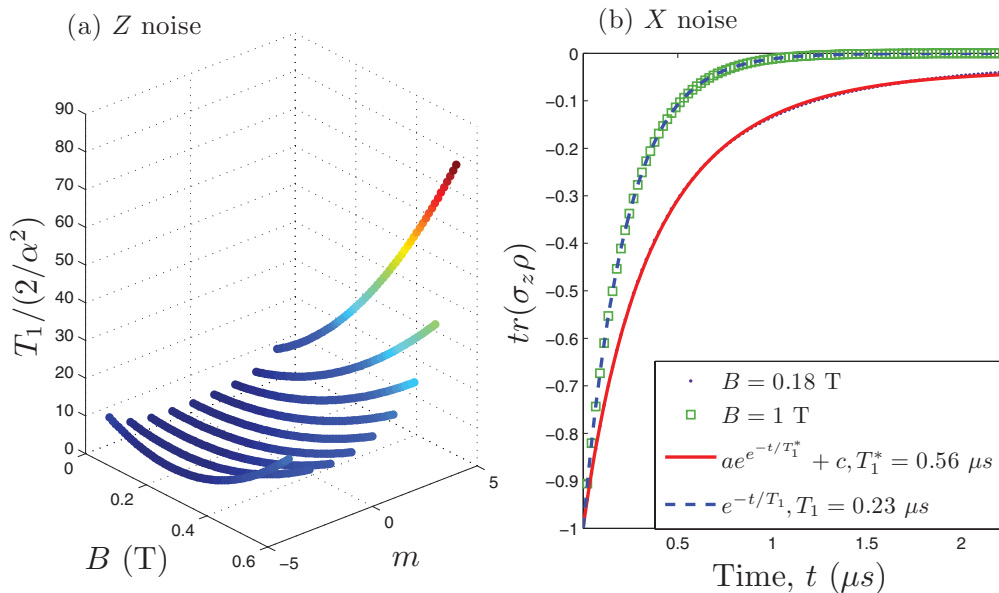 (a) Z noise
90
80
70
60
50
40
30
20
10
0
T₁/(2/α²)
0
0.2
0.4
0.6
B (T)
−5
0
5
m
(b) X noise
0
−0.1
−0.2
−0.3
−0.4
−0.5
−0.6
−0.7
−0.8
−0.9
−1
tr(σ_zρ)
0.5
1
1.5
2
Time, t (μs)
B = 0.18 T
B = 1 T
ae^{e^{−t/T₁*}} + c, T₁* = 0.56 μs
e^{−t/T₁}, T₁ = 0.23 μs